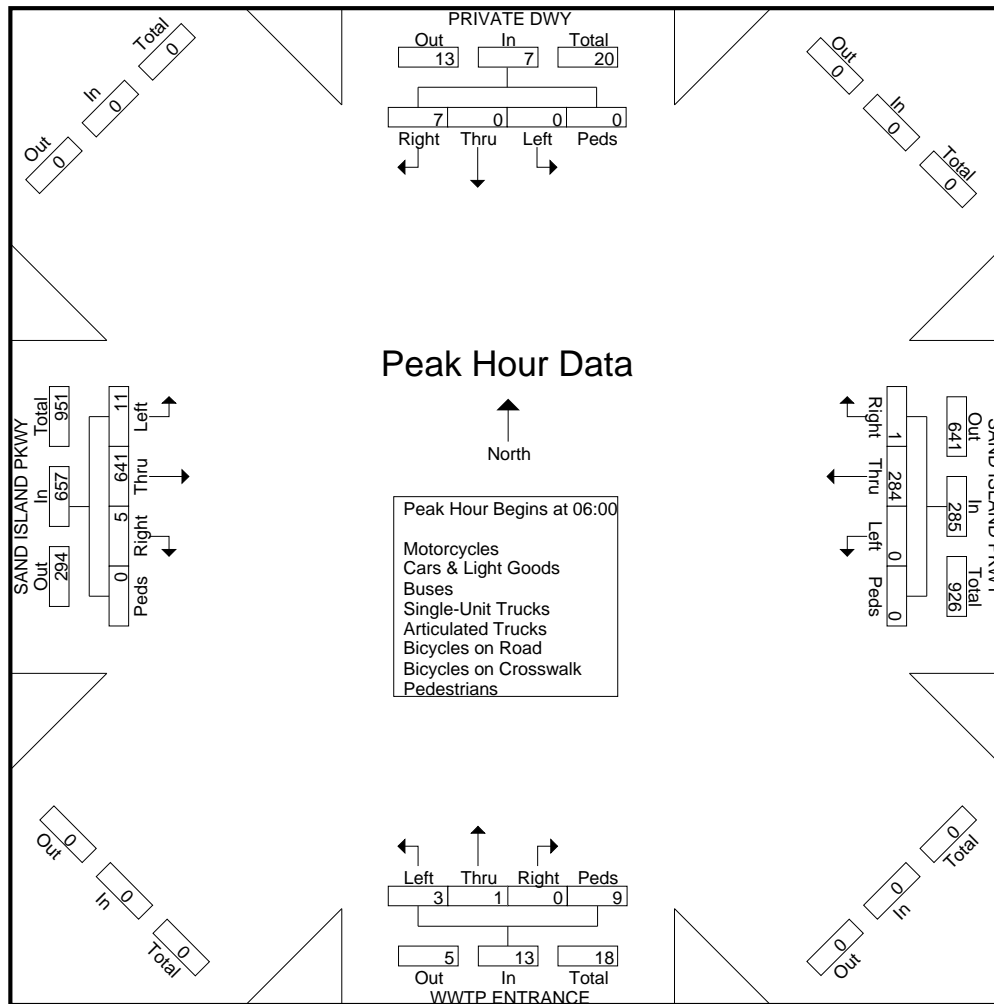 PRIVATE DWY
Out In Total
13 7 20
7 0 0 0
Right Thru Left Peds
Total
0
In
0
Out
0
Out
0
In
0
Total
0
Peak Hour Data
North
Peak Hour Begins at 06:00
Motorcycles
Cars & Light Goods
Buses
Single-Unit Trucks
Articulated Trucks
Bicycles on Road
Bicycles on Crosswalk
Pedestrians
SAND ISLAND PKWY
Out In Total
294 657 951
11 641 5 0
Left Thru Right Peds
SAND ISLAND PKWY
Out In Total
641 285 926
1 284 0 0
Right Thru Left Peds
Out
0
In
0
Total
0
Total
0
In
0
Out
0
Left Thru Right Peds
3 1 0 9
5 13 18
Out In Total
WWTP ENTRANCE